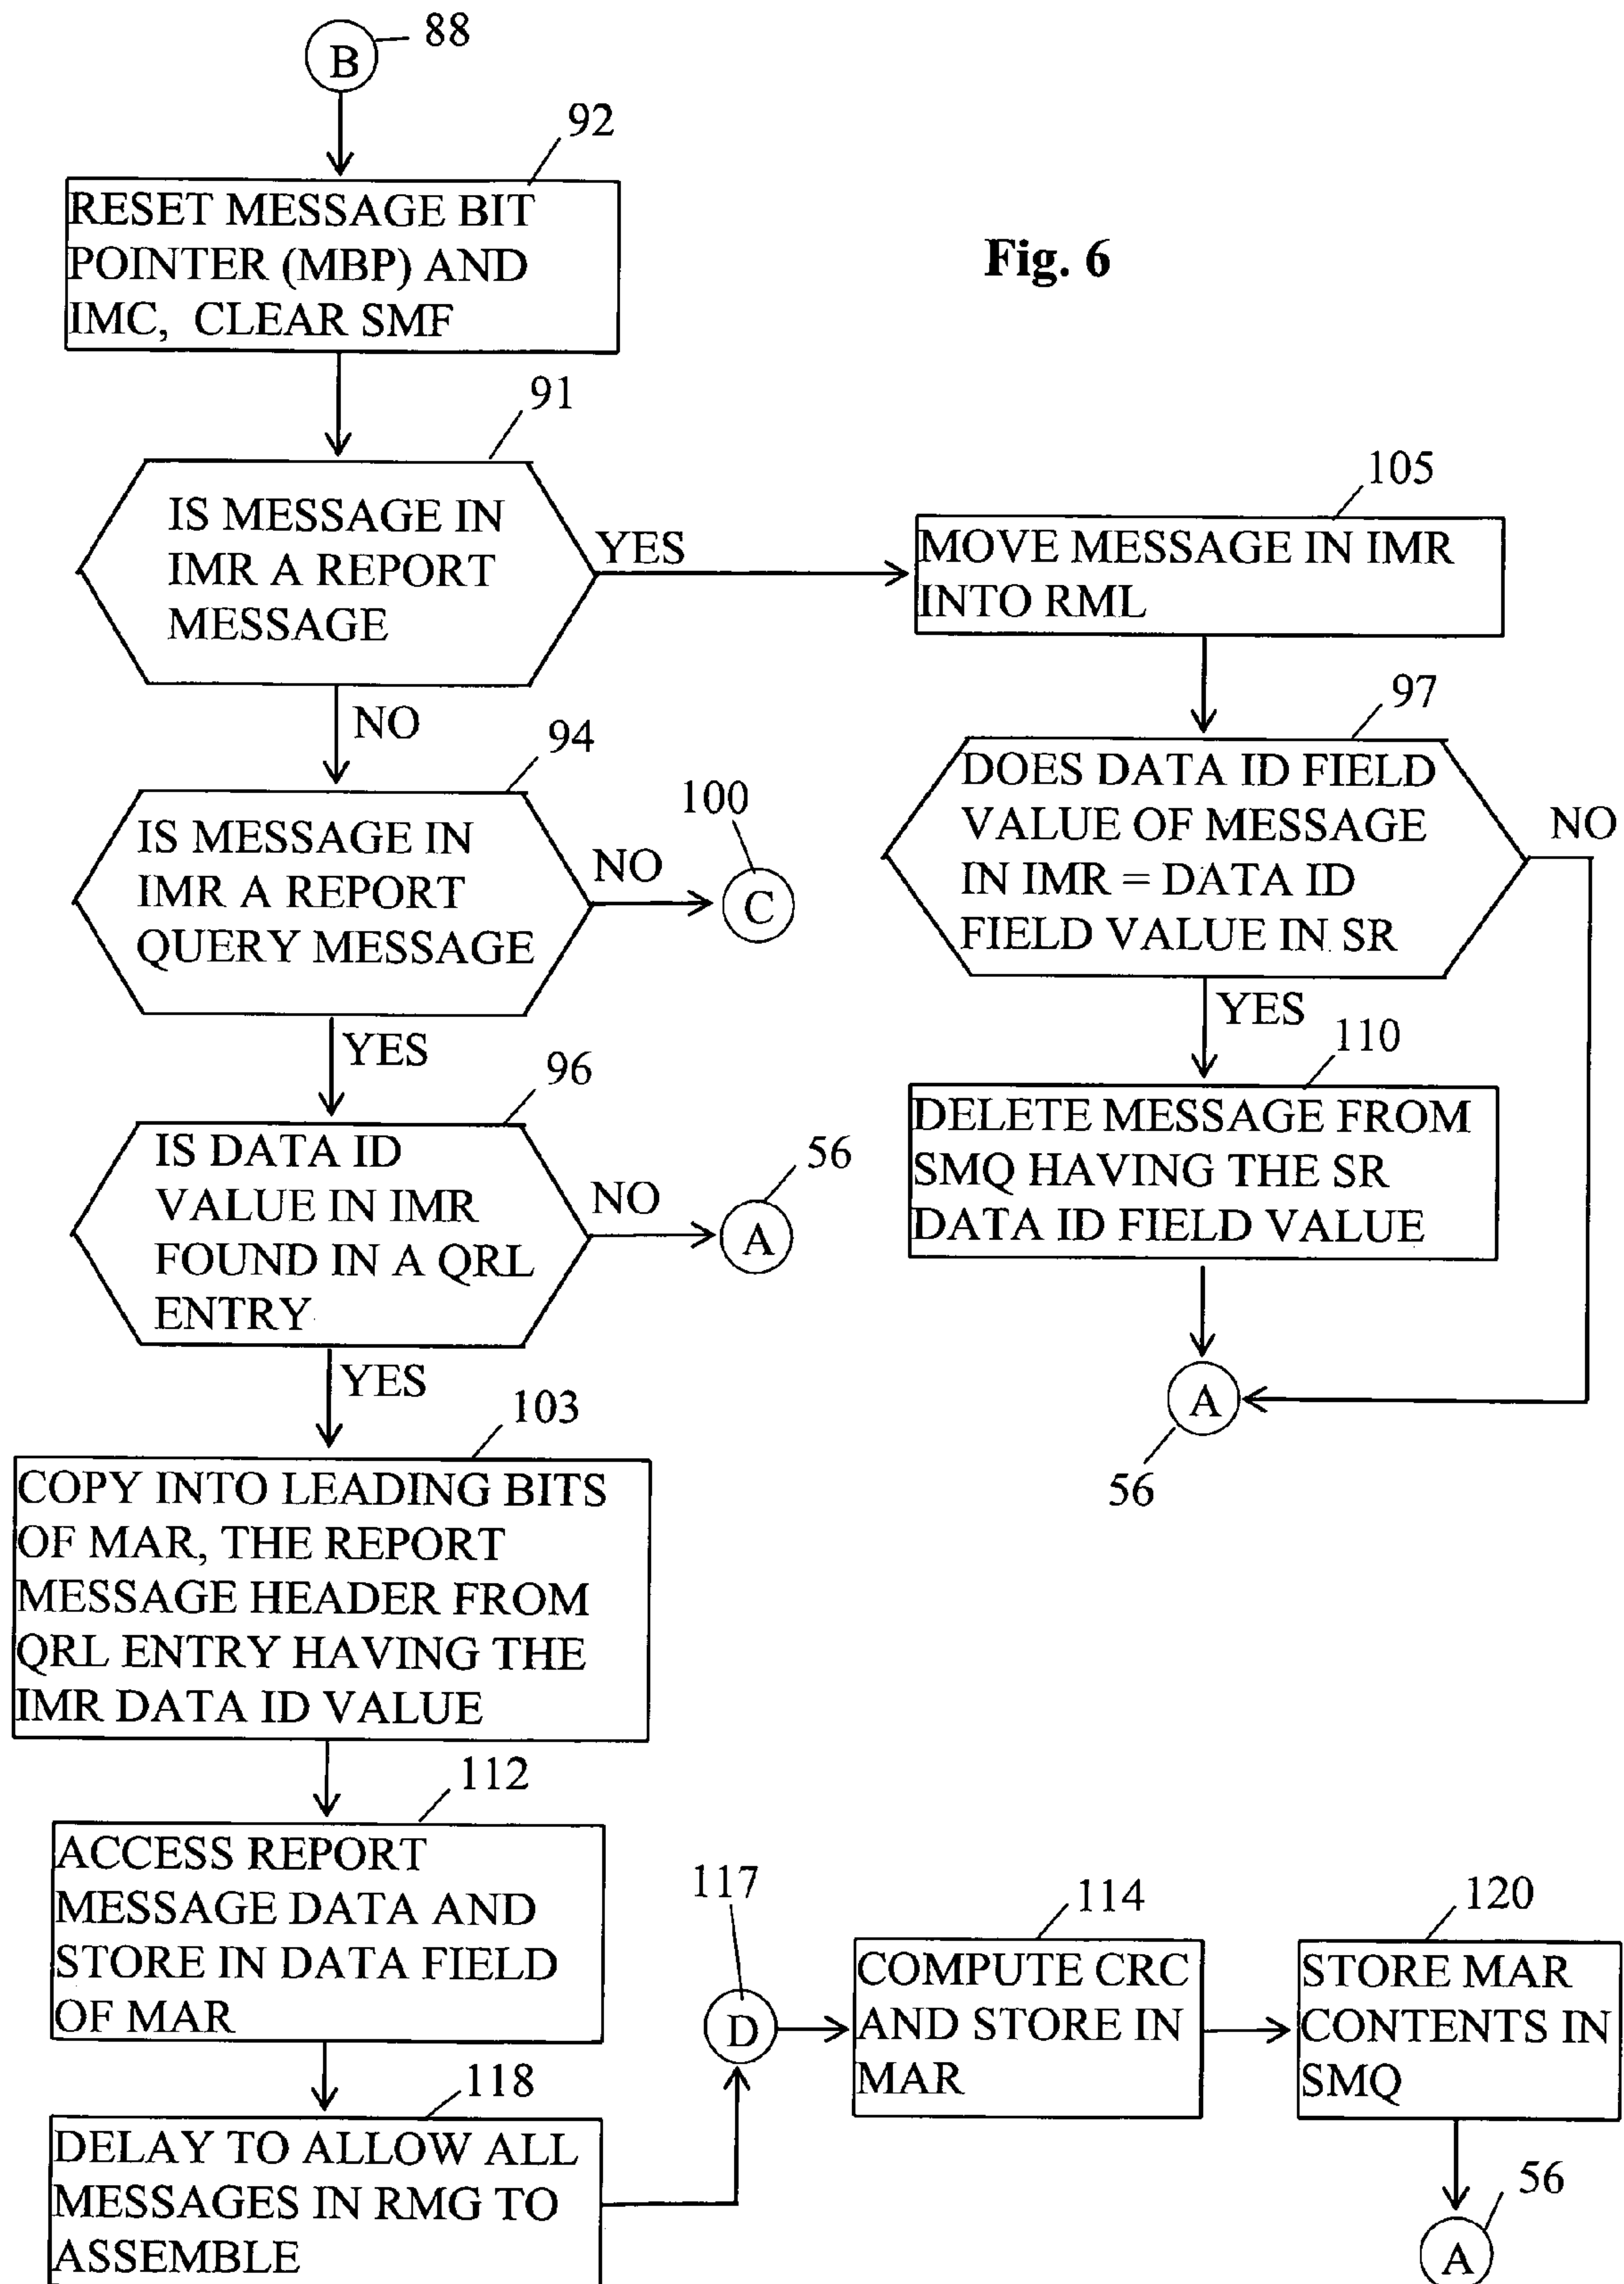 88
B
92
RESET MESSAGE BIT
POINTER (MBP) AND
IMC, CLEAR SMF
Fig. 6
91
IS MESSAGE IN
IMR A REPORT
MESSAGE
YES
NO
105
MOVE MESSAGE IN IMR
INTO RML
97
DOES DATA ID FIELD
VALUE OF MESSAGE
IN IMR = DATA ID
FIELD VALUE IN SR
NO
YES
110
DELETE MESSAGE FROM
SMQ HAVING THE SR
DATA ID FIELD VALUE
A
56
94
IS MESSAGE IN
IMR A REPORT
QUERY MESSAGE
NO
100
C
YES
96
IS DATA ID
VALUE IN IMR
FOUND IN A QRL
ENTRY
NO
56
A
YES
103
COPY INTO LEADING BITS
OF MAR, THE REPORT
MESSAGE HEADER FROM
QRL ENTRY HAVING THE
IMR DATA ID VALUE
112
ACCESS REPORT
MESSAGE DATA AND
STORE IN DATA FIELD
OF MAR
118
DELAY TO ALLOW ALL
MESSAGES IN RMG TO
ASSEMBLE
117
D
114
COMPUTE CRC
AND STORE IN
MAR
120
STORE MAR
CONTENTS IN
SMQ
56
A